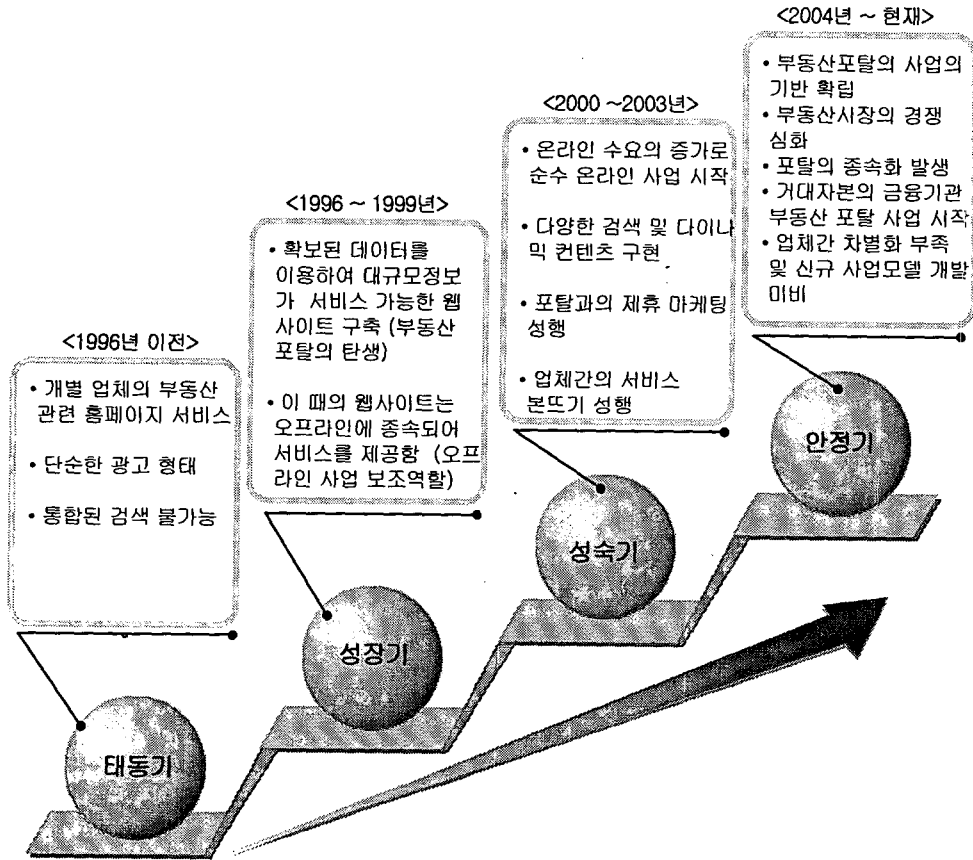 <1996년 이전>
• 개별 업체의 부동산
관련 홈페이지 서비스
• 단순한 광고 형태
• 통합된 검색 불가능
태동기
<1996 ~ 1999년>
• 확보된 데이터를
이용하여 대규모정보
가 서비스 가능한 웹
사이트 구축 (부동산
포탈의 탄생)
• 이 때의 웹사이트는
오프라인에 종속되어
서비스를 제공함 (오프
라인 사업 보조역할)
성장기
<2000 ~2003년>
• 온라인 수요의 증가로
순수 온라인 사업 시작
• 다양한 검색 및 다이나
믹 컨텐츠 구현
• 포탈과의 제휴 마케팅
성행
• 업체간의 서비스
본뜨기 성행
성숙기
<2004년 ~ 현재>
• 부동산포탈의 사업의
기반 확립
• 부동산시장의 경쟁
심화
• 포탈의 종속화 발생
• 거대자본의 금융기관
부동산 포탈 사업 시작
• 업체간 차별화 부족
및 신규 사업모델 개발
미비
안정기